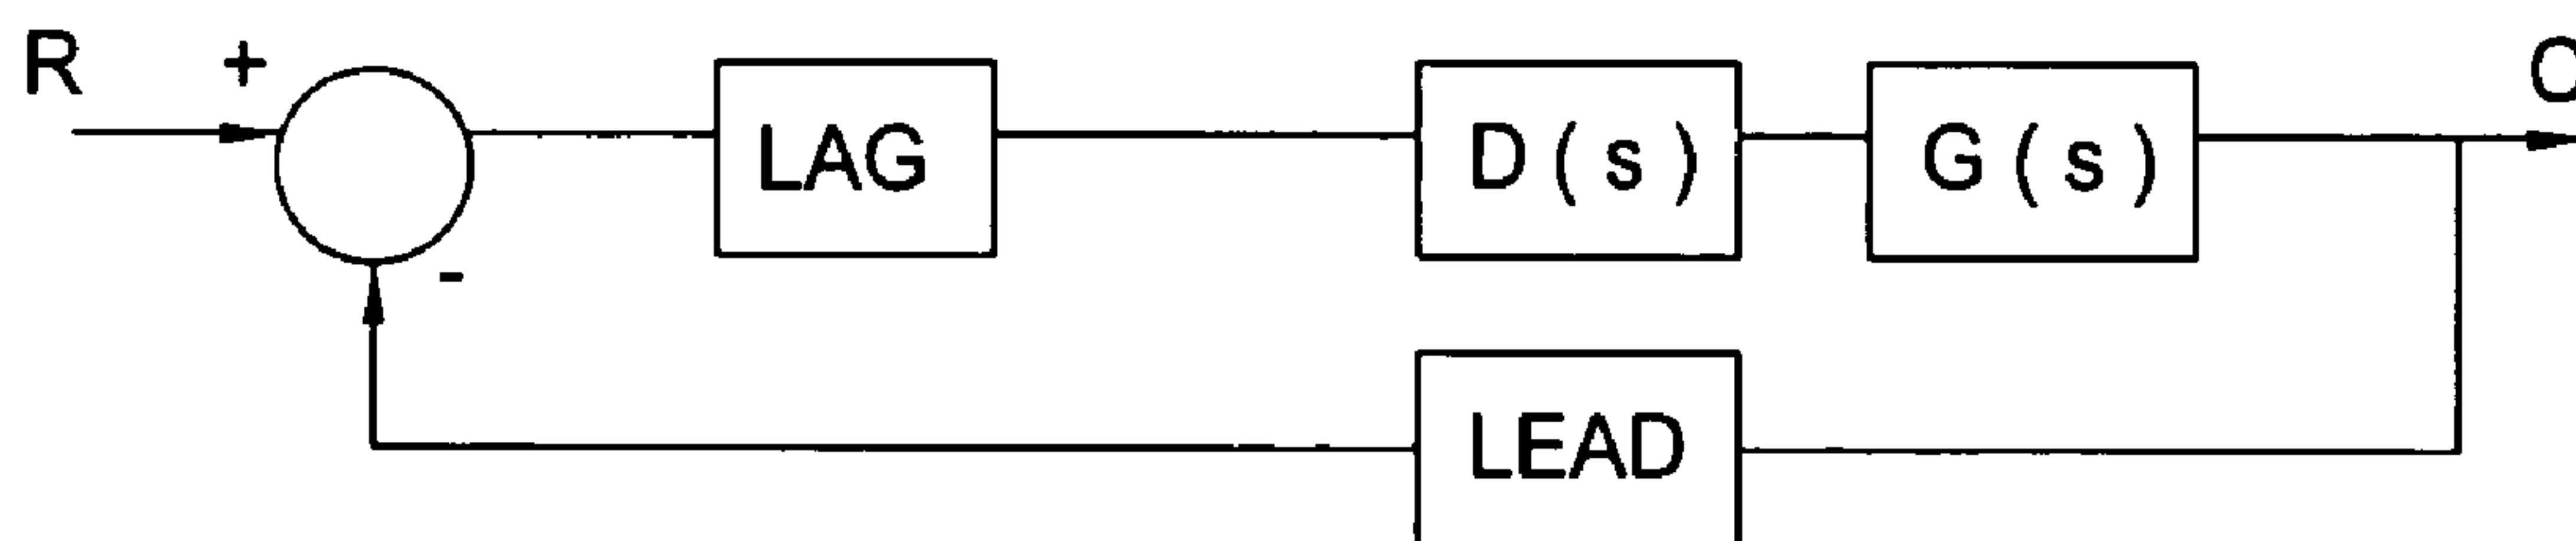 R
+
LAG
D ( s )
G ( s )
-
LEAD